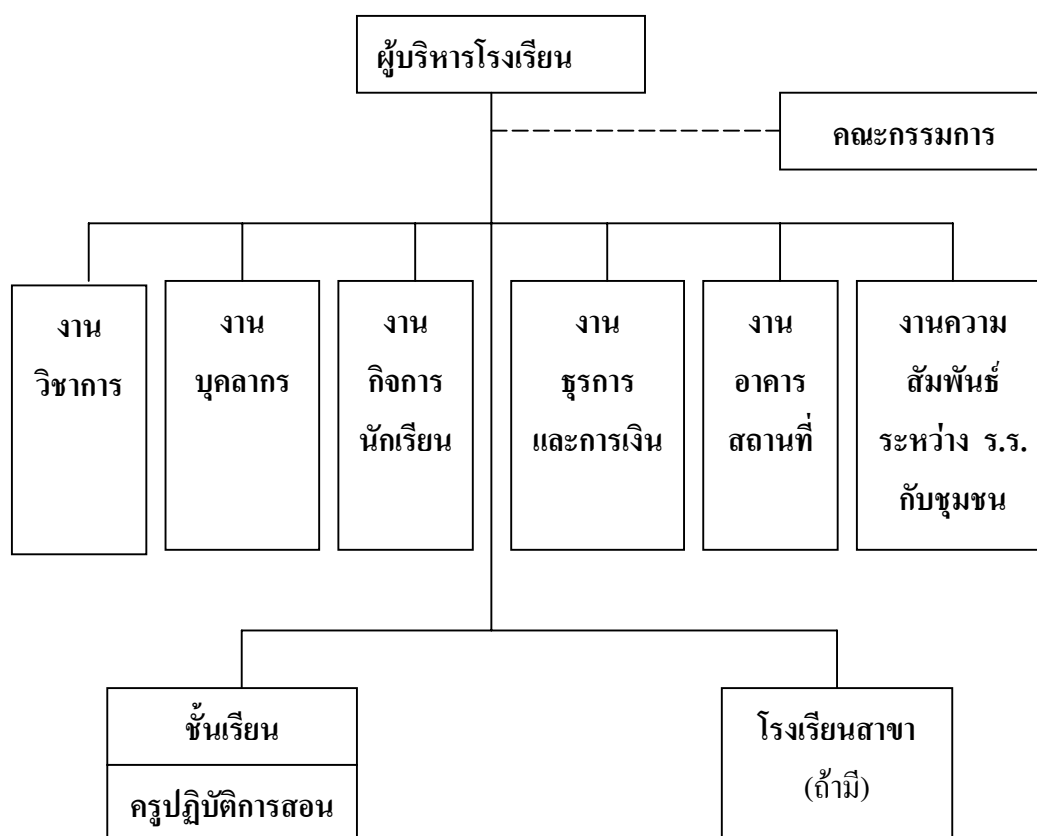 ผู้บริหารโรงเรียน
คณะกรรมการ
งาน
วิชาการ
งาน
บุคลากร
งาน
กิจการ
นักเรียน
งาน
ธุรการ
และการเงิน
งาน
อาคาร
สถานที่
งานความ
สัมพันธ์
ระหว่าง ร.ร.
กับชุมชน
ชั้นเรียน
ครูปฏิบัติการสอน
โรงเรียนสาขา
(ถ้ามี)